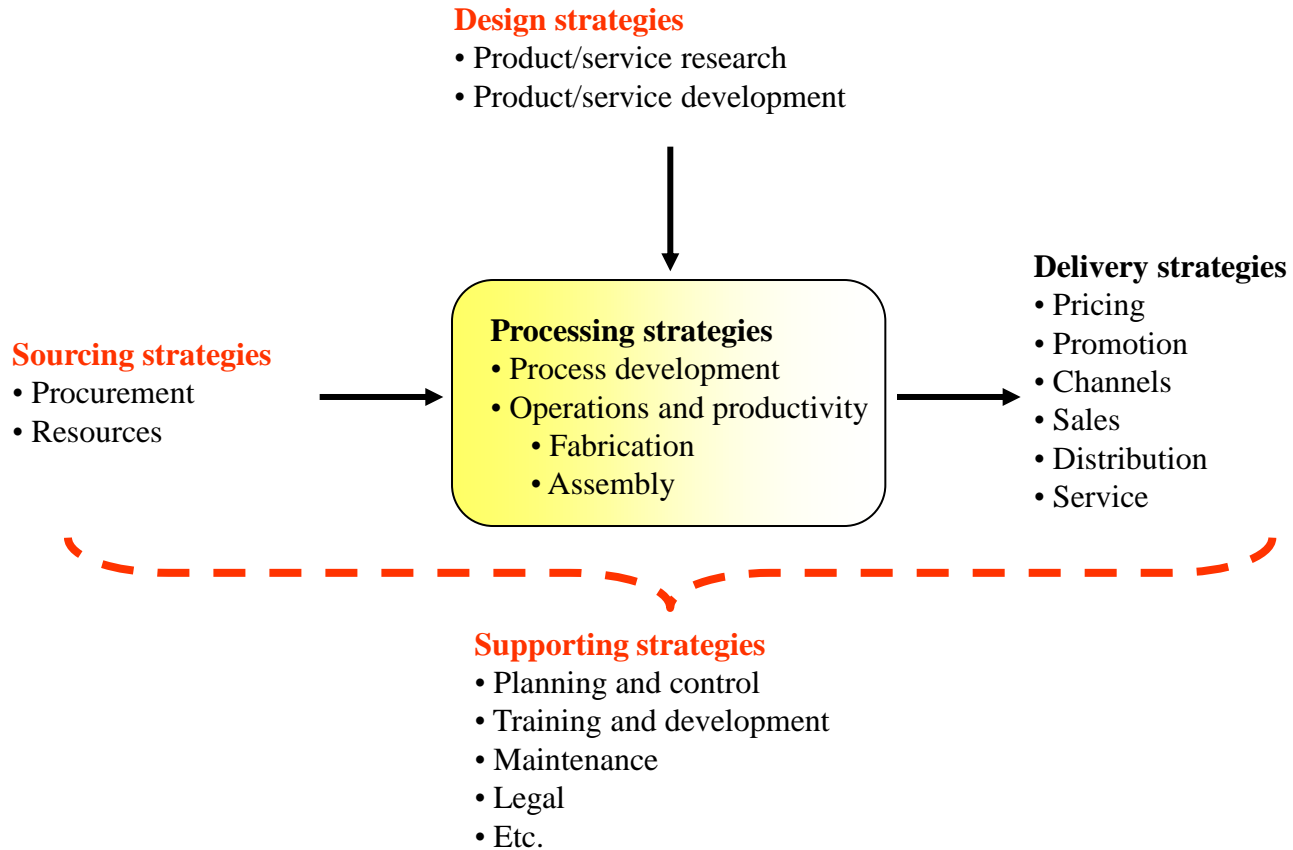 Design strategies
• Product/service research
• Product/service development
Sourcing strategies
• Procurement
• Resources
Processing strategies
• Process development
• Operations and productivity
• Fabrication
• Assembly
Delivery strategies
• Pricing
• Promotion
• Channels
• Sales
• Distribution
• Service
Supporting strategies
• Planning and control
• Training and development
• Maintenance
• Legal
• Etc.